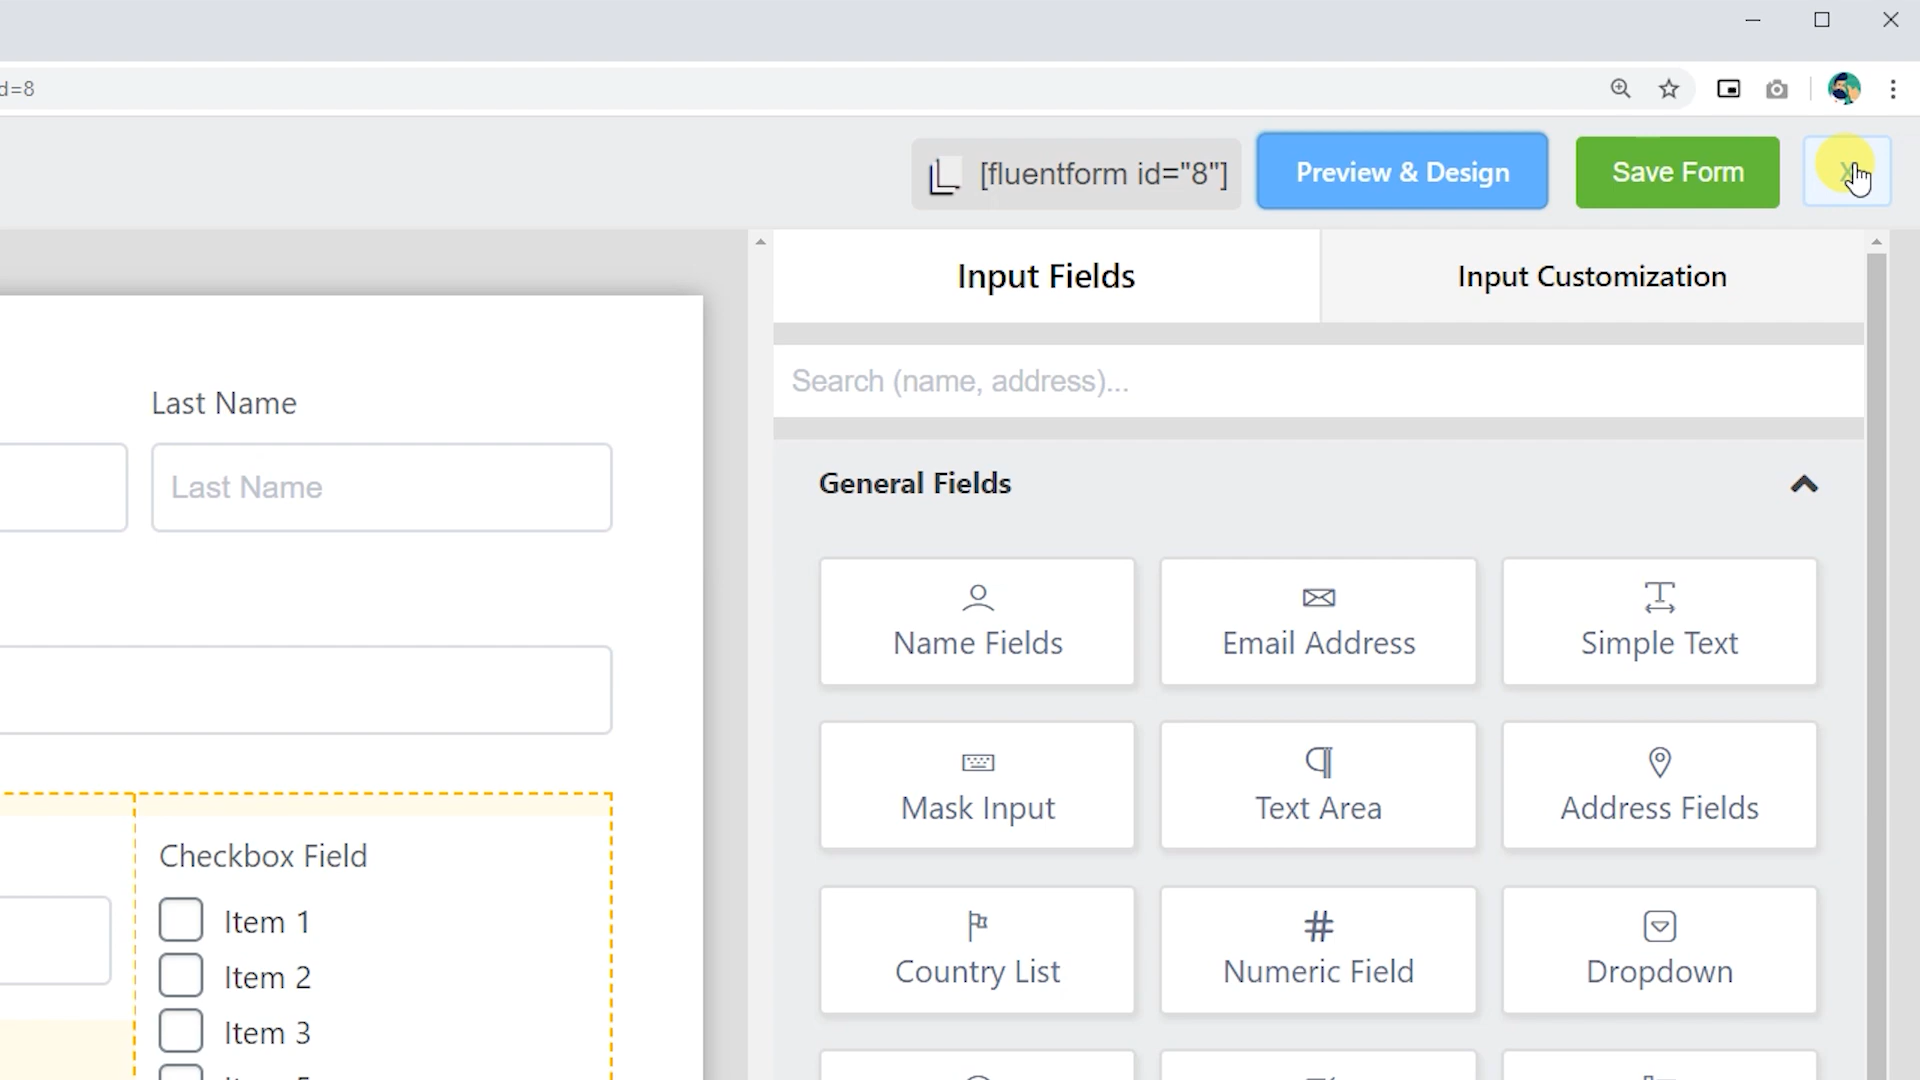 d=8
[fluentform id="8"]
Preview & Design
Save Form
X
Input Fields
Input Customization
Search (name, address)...
Last Name
Last Name
General Fields
Name Fields
Email Address
Simple Text
Mask Input
Text Area
Address Fields
Checkbox Field
Item 1
Item 2
Item 3
Country List
Numeric Field
Dropdown